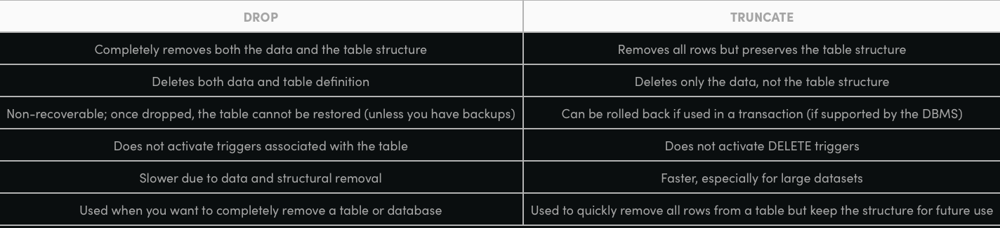 DROP
TRUNCATE
Completely removes both the data and the table structure
Removes all rows but preserves the table structure
Deletes both data and table definition
Deletes only the data, not the table structure
Non-recoverable; once dropped, the table cannot be restored (unless you have backups)
Can be rolled back if used in a transaction (if supported by the DBMS)
Does not activate triggers associated with the table
Does not activate DELETE triggers
Slower due to data and structural removal
Faster, especially for large datasets
Used when you want to completely remove a table or database
Used to quickly remove all rows from a table but keep the structure for future use